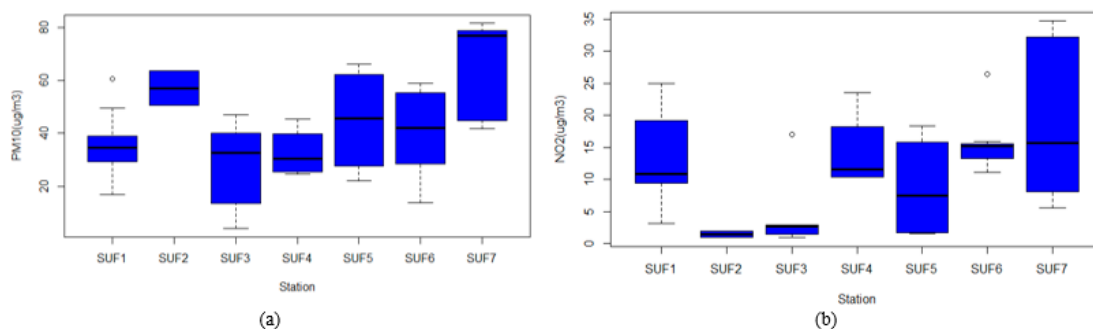 PM10(ug/m3)
80
60
40
20
SUF1 SUF2 SUF3 SUF4 SUF5 SUF6 SUF7
Station
(a)
NO2(ug/m3)
35
30
25
20
15
10
5
0
SUF1 SUF2 SUF3 SUF4 SUF5 SUF6 SUF7
Station
(b)